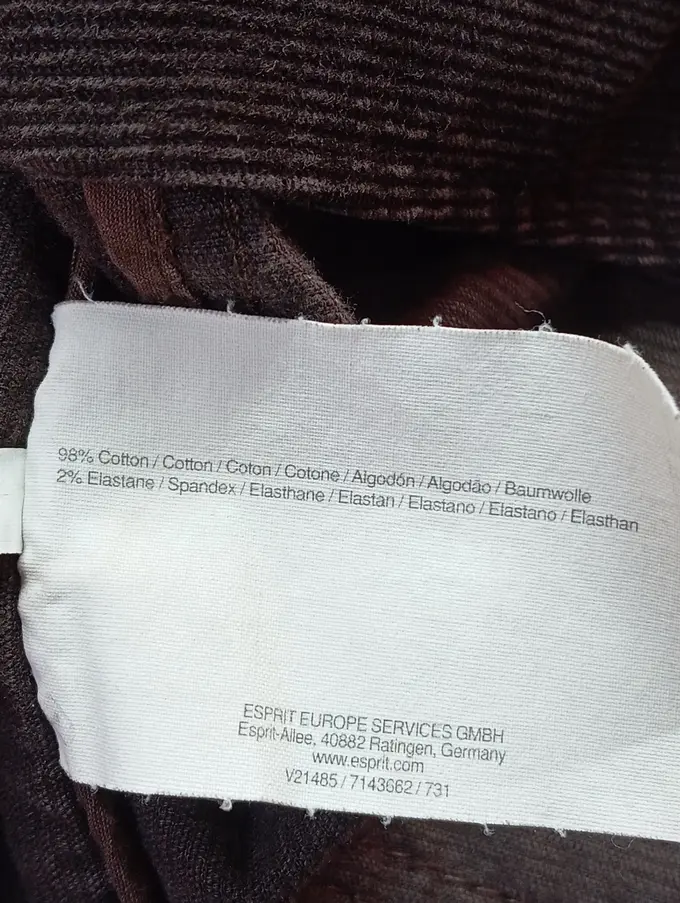 98% Cotton / Cotton / Coton / Cotone / Algodón / Algodão / Baumwolle
2% Elastane / Spandex / Elasthane / Elastan / Elastano / Elastano / Elasthan
ESPRIT EUROPE SERVICES GMBH
Esprit-Allee, 40882 Ratingen, Germany
www.esprit.com
V21485 / 7143662 / 731